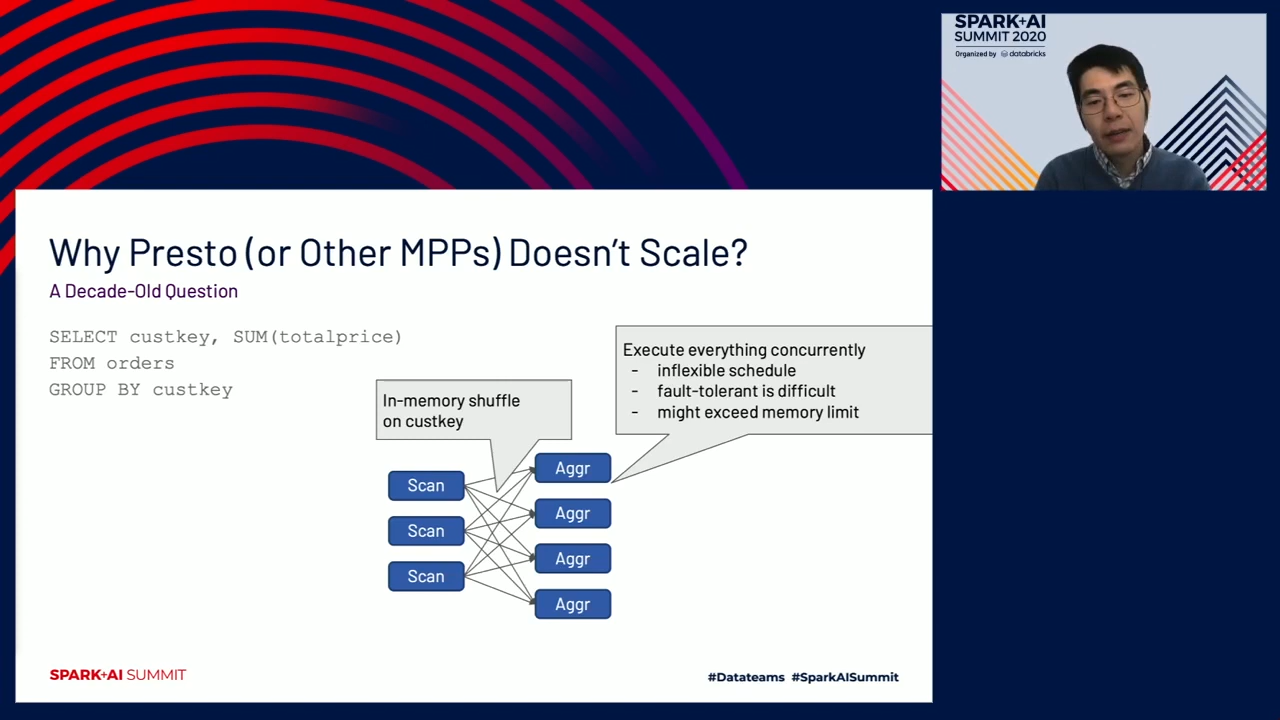 SPARK+AI
SUMMIT 2020
Organized by databricks
Why Presto (or Other MPPs) Doesn't Scale?
A Decade-Old Question
SELECT custkey, SUM(totalprice)
FROM orders
GROUP BY custkey
In-memory shuffle
on custkey
Execute everything concurrently
- inflexible schedule
- fault-tolerant is difficult
- might exceed memory limit
Scan
Scan
Scan
Aggr
Aggr
Aggr
Aggr
SPARK+AI SUMMIT
#Datateams #SparkAISummit